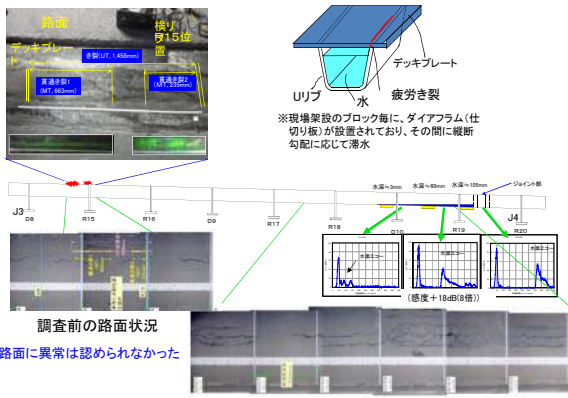 路面
横リブR15位置
デッキプレート
き裂(UT, 1,458mm)
貫通き裂1
(MT, 663mm)
貫通き裂2
(MT, 235mm)
デッキプレート
Uリブ
水
疲労き裂
※現場架設のブロック毎に、ダイアフラム(仕
切り板)が設置されており、その間に縦断
勾配に応じて滞水
水深≒3mm
水深≒60mm
水深≒105mm
ジョイント部
J3
D8
R15
R16
D9
R17
R18
D10
R19
J4
R20
水面エコー
水面エコー
水面エコー
(感度+18dB(8倍))
調査前の路面状況
路面に異常は認められなかった